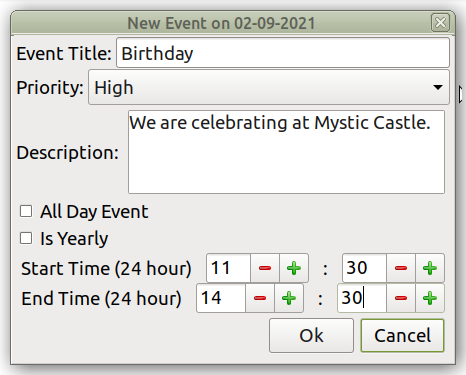 New Event on 02-09-2021
Event Title: Birthday
Priority: High
Description: We are celebrating at Mystic Castle.
All Day Event
Is Yearly
Start Time (24 hour) 11 : 30
End Time (24 hour) 14 : 30
Ok Cancel